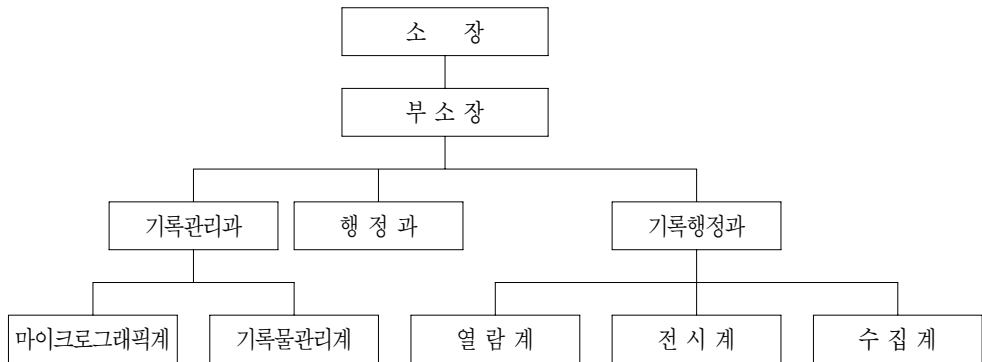 소 장
부 소 장
기록관리과 행 정 과 기록행정과
마이크로그래픽계 기록물관리계 열 람 계 전 시 계 수 집 계